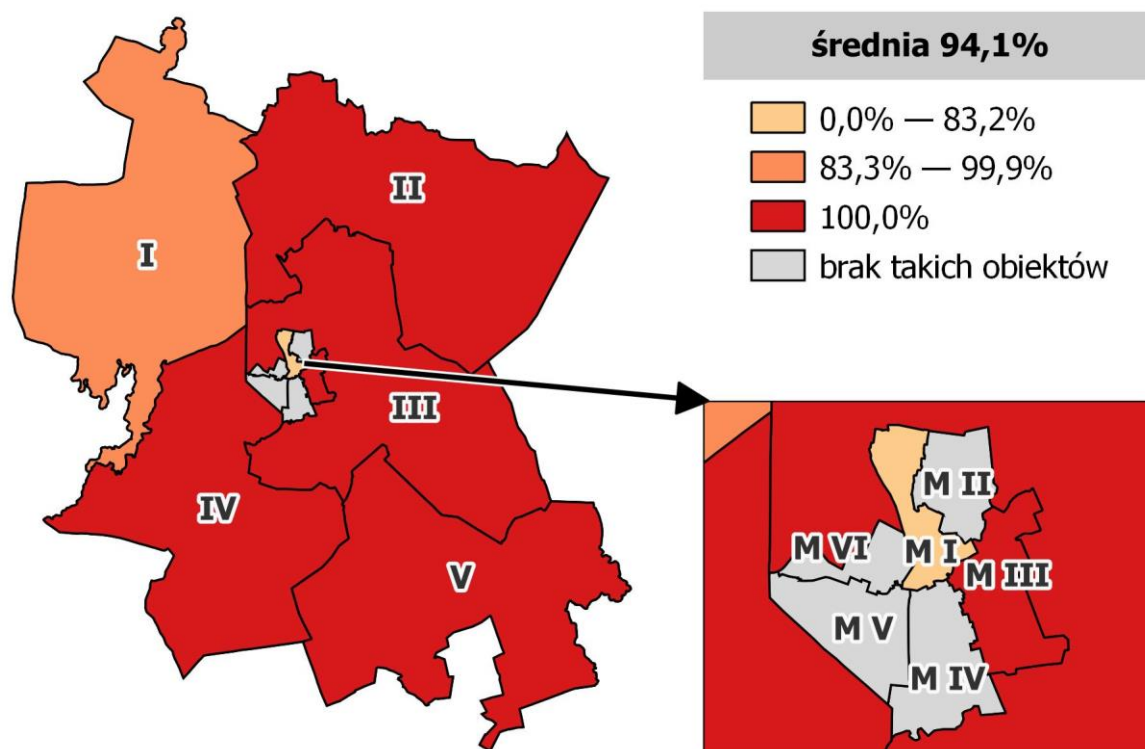 średnia 94,1%
0,0% — 83,2%
83,3% — 99,9%
100,0%
brak takich obiektów
I
II
III
IV
V
M II
M VI
M I
M III
M V
M IV